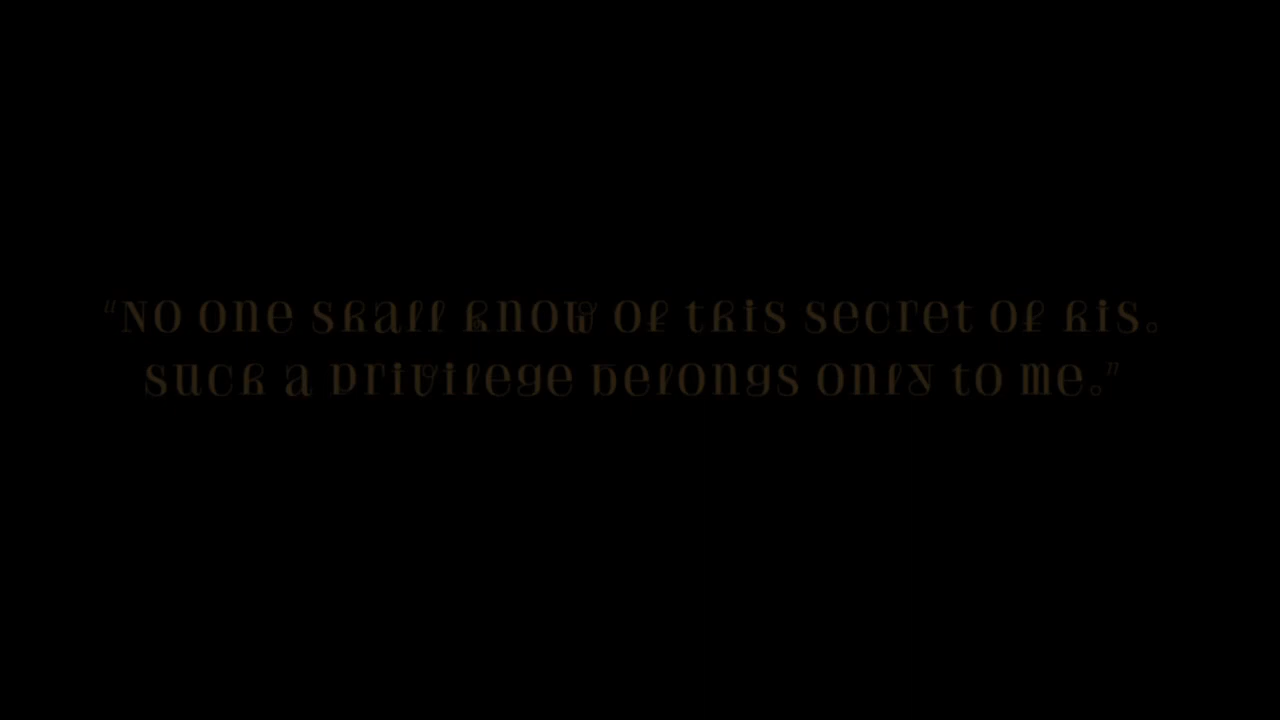 “No one shall know of this secret of his.
Such a privilege belongs only to me.”